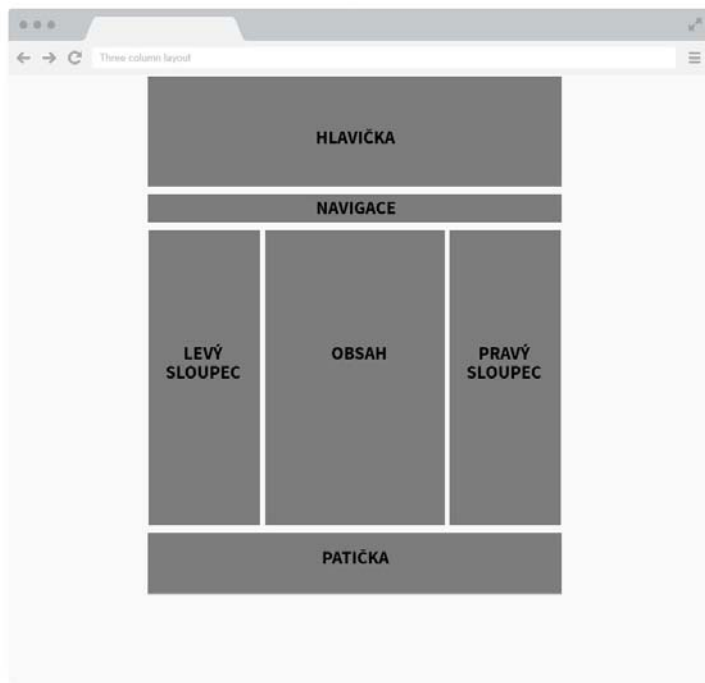 Three column layout
HLAVIČKA
NAVIGACE
LEVÝ
SLOUPEC
OBSAH
PRAVÝ
SLOUPEC
PATIČKA